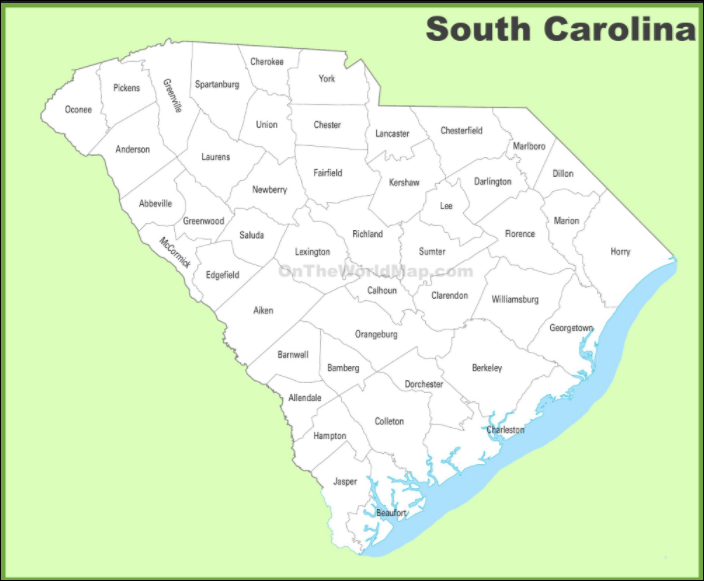 South Carolina
Cherokee
York
Oconee
Pickens
Greenville
Spartanburg
Union
Chester
Lancaster
Chesterfield
Marlboro
Dillon
Anderson
Laurens
Fairfield
Kershaw
Darlington
Newberry
Lee
Abbeville
Greenwood
Saluda
Richland
Florence
Marion
McCormick
Edgefield
Lexington
Sumter
Horry
OnTheWorldMap.com
Calhoun
Clarendon
Williamsburg
Aiken
Orangeburg
Georgetown
Barnwell
Bamberg
Berkeley
Dorchester
Allendale
Colleton
Charleston
Hampton
Jasper
Beaufort